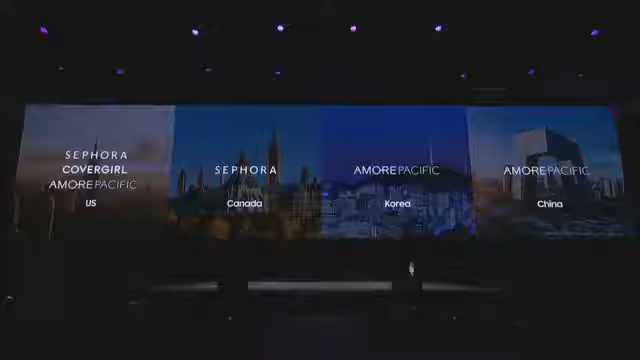 SEPHORA
COVERGIRL
AMOREPACIFIC
US
SEPHORA
Canada
AMOREPACIFIC
Korea
AMOREPACIFIC
China